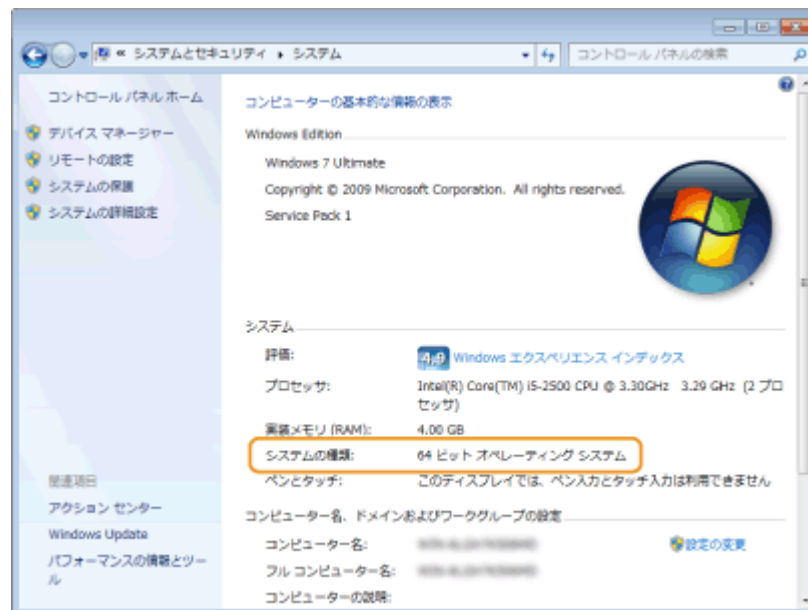 « システムとセキュリティ ▸ システム
コントロール パネルの検索
コントロール パネル ホーム
デバイス マネージャー
リモートの設定
システムの保護
システムの詳細設定
関連項目
アクション センター
Windows Update
パフォーマンスの情報とツー
ル
コンピューターの基本的な情報の表示
Windows Edition
Windows 7 Ultimate
Copyright © 2009 Microsoft Corporation. All rights reserved.
Service Pack 1
システム
評価: 4.9 Windows エクスペリエンス インデックス
プロセッサ: Intel(R) Core(TM) i5-2500 CPU @ 3.30GHz 3.29 GHz (2 プロ
セッサ)
実装メモリ (RAM): 4.00 GB
システムの種類: 64 ビット オペレーティング システム
ペンとタッチ: このディスプレイでは、ペン入力とタッチ入力は利用できません
コンピューター名、ドメインおよびワークグループの設定
コンピューター名: 設定の変更
フル コンピューター名:
コンピューターの説明: